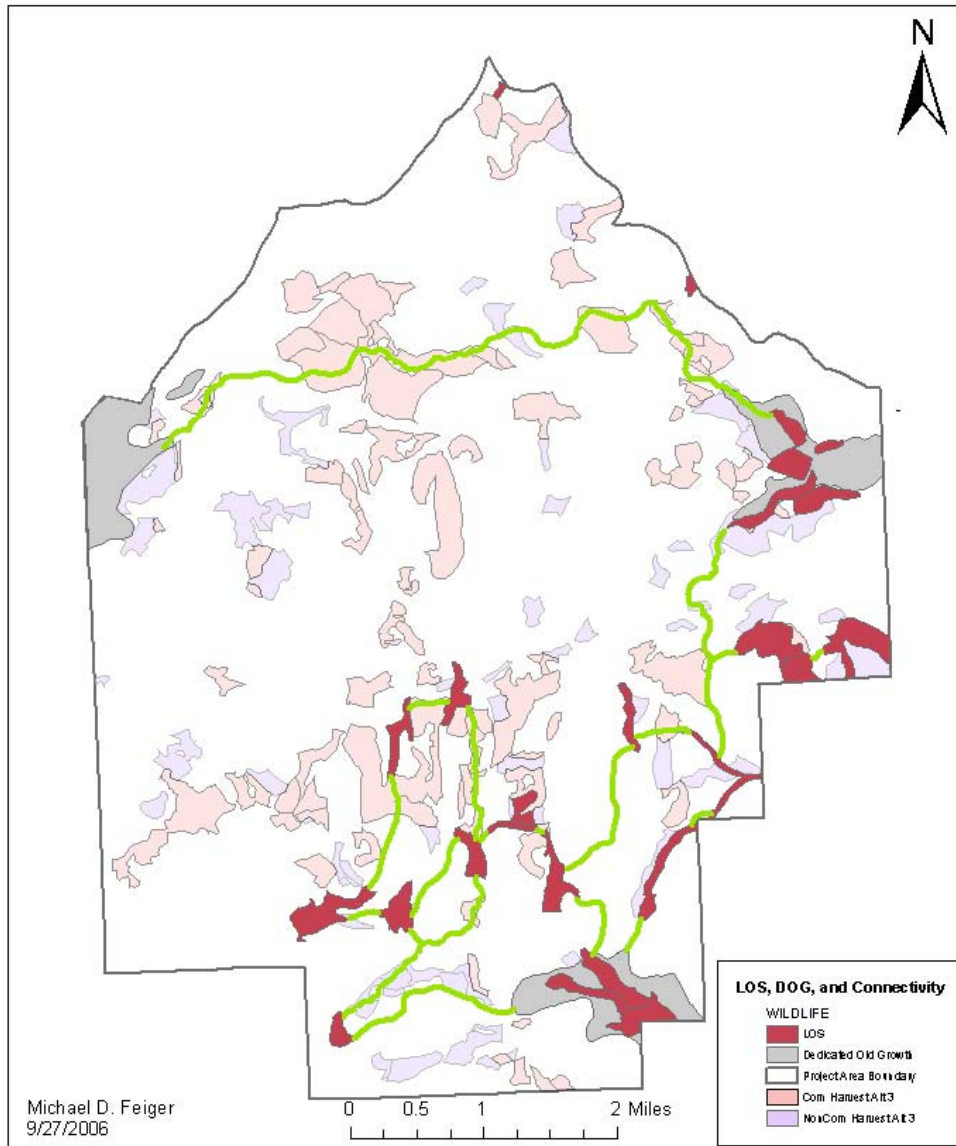 N
LOS, DOG, and Connectivity
WILDLIFE
LOS
Dedicated Old Growth
Project Area Boundary
Com Harvest Alt 3
NonCom Harvest Alt 3
Michael D. Feiger
9/27/2006
0 0.5 1 2 Miles